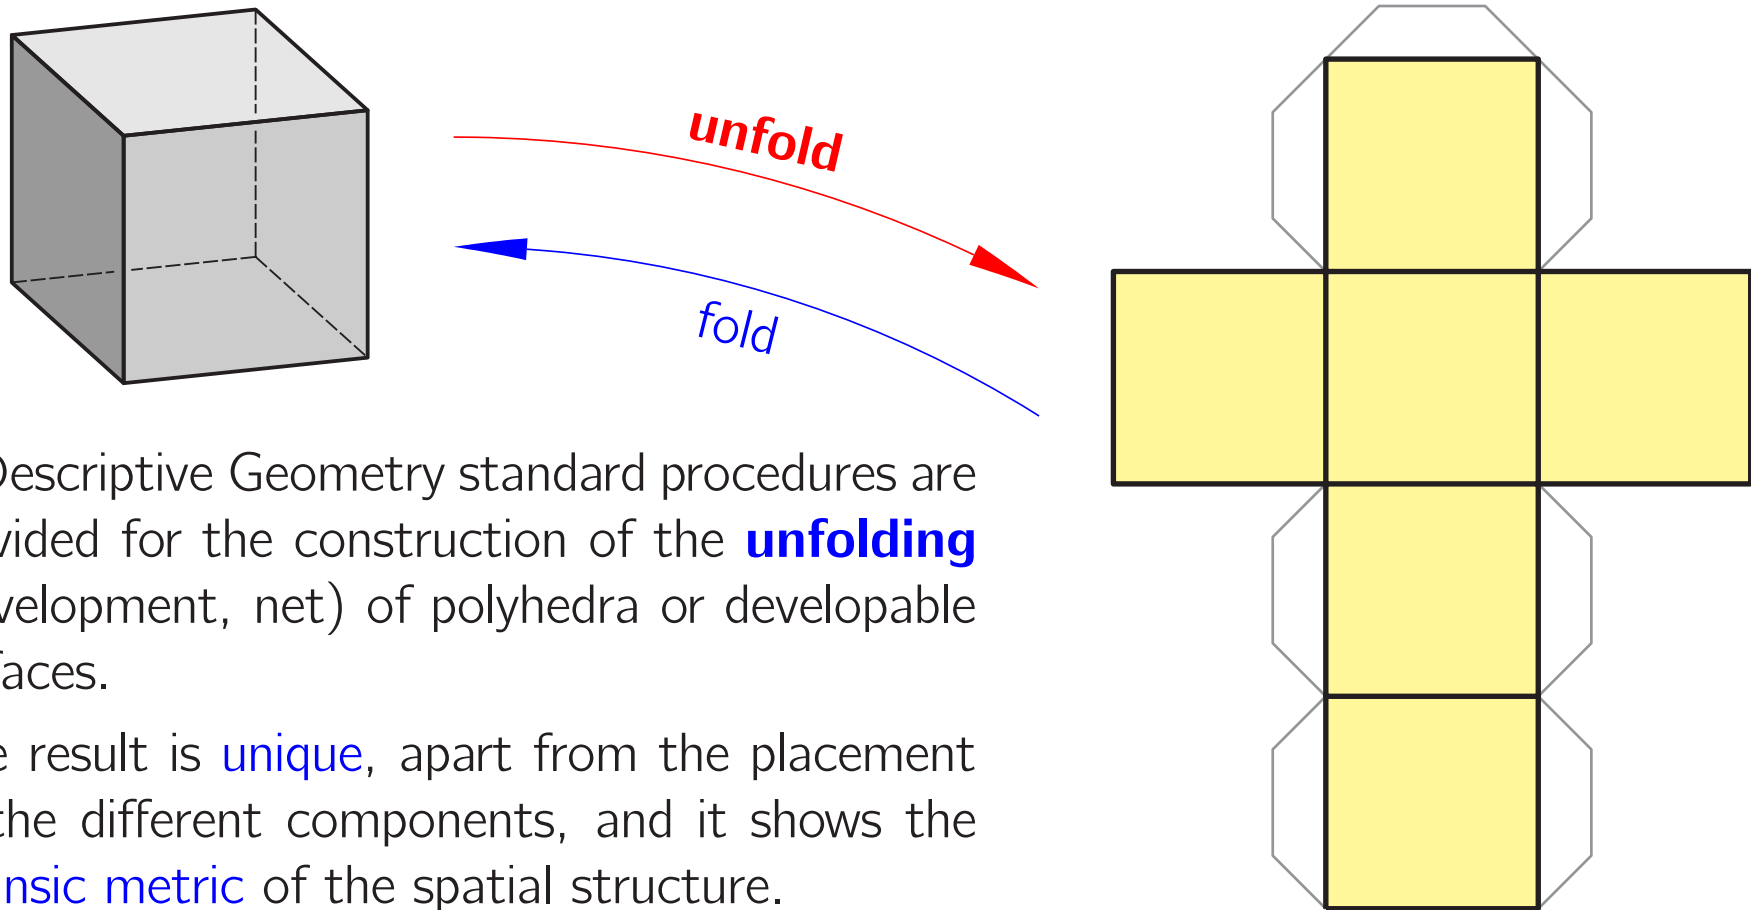 unfold
fold
Descriptive Geometry standard procedures are
vided for the construction of the unfolding
velopment, net) of polyhedra or developable
faces.
e result is unique, apart from the placement
the different components, and it shows the
nsic metric of the spatial structure.